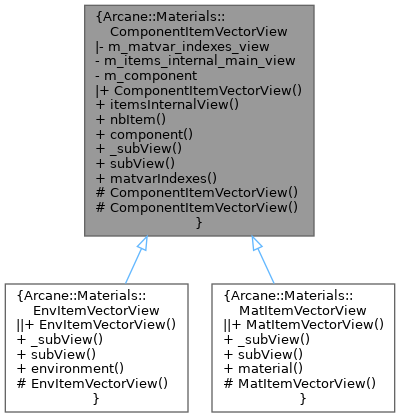 {Arcane::Materials::
ComponentItemVectorView
|- m_matvar_indexes_view
- m_items_internal_main_view
- m_component
|+ ComponentItemVectorView()
+ itemsInternalView()
+ nbItem()
+ component()
+ _subView()
+ subView()
+ matvarIndexes()
# ComponentItemVectorView()
# ComponentItemVectorView()
}
{Arcane::Materials::
EnvItemVectorView
||+ EnvItemVectorView()
+ _subView()
+ subView()
+ environment()
# EnvItemVectorView()
}
{Arcane::Materials::
MatItemVectorView
||+ MatItemVectorView()
+ _subView()
+ subView()
+ material()
# MatItemVectorView()
}